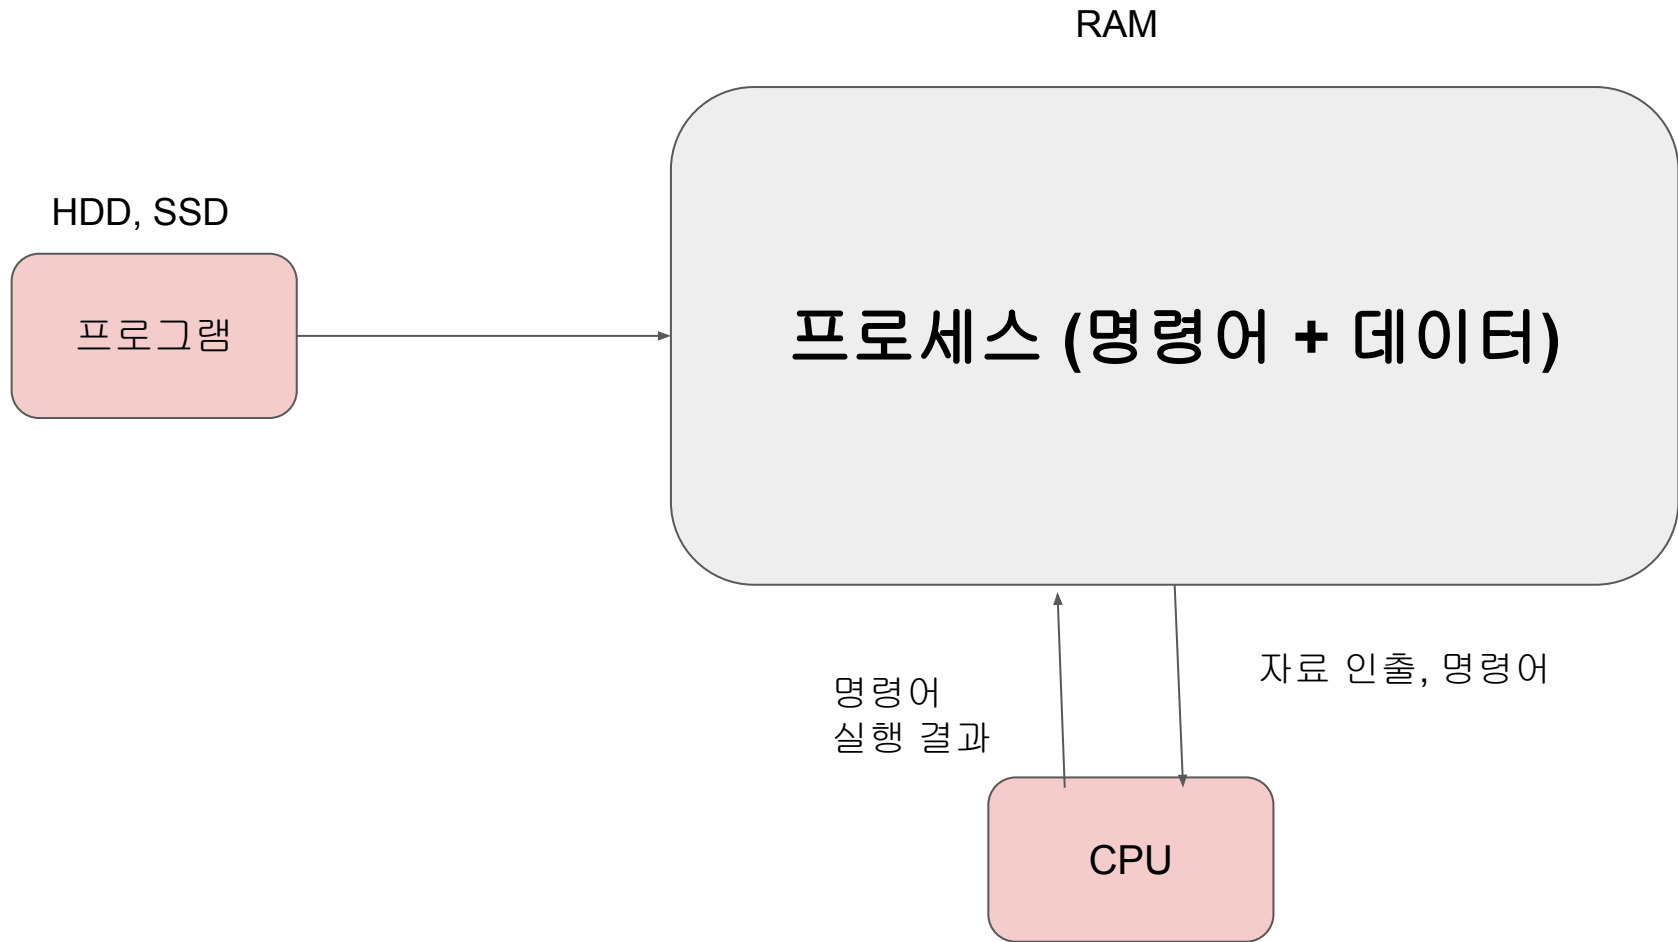 RAM
HDD, SSD
프로그램
프로세스 (명령어 + 데이터)
자료 인출, 명령어
명령어
실행 결과
CPU